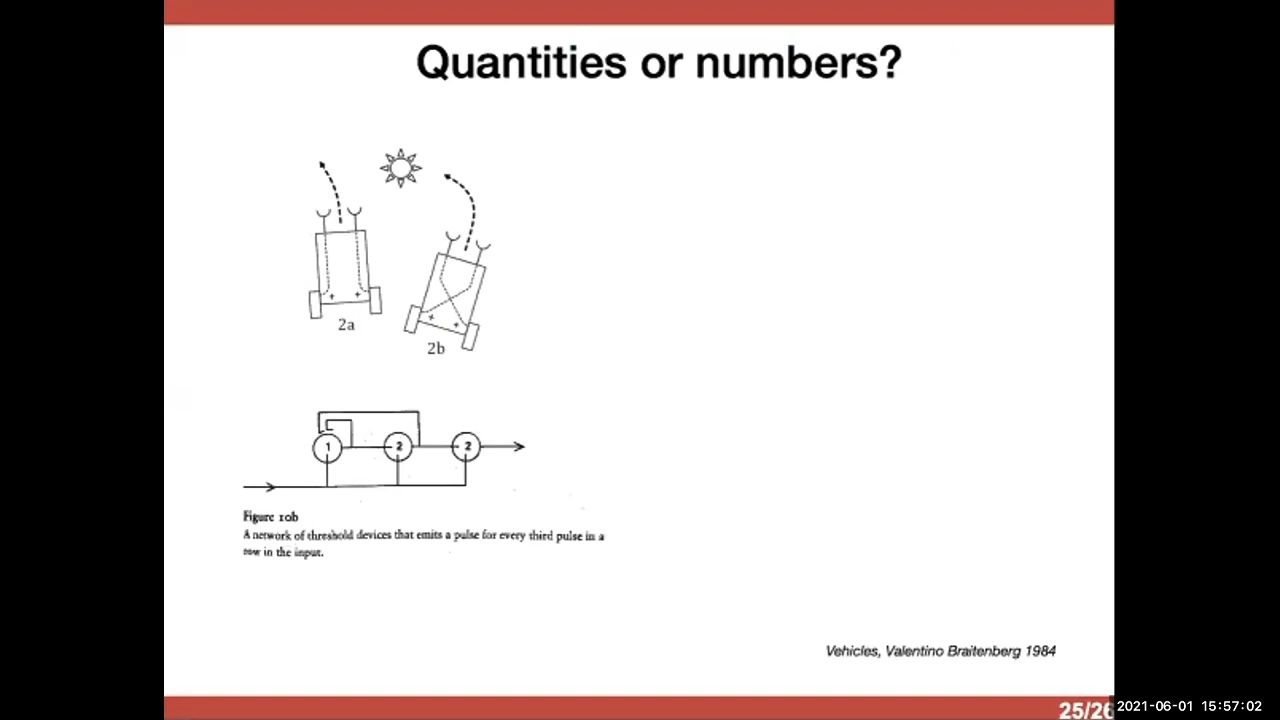 Quantities or numbers?
2a
2b
1 2 2
Figure 10b
A network of threshold devices that emits a pulse for every third pulse in a
row in the input.
Vehicles, Valentino Braitenberg 1984
25/26
2021-06-01 15:57:02